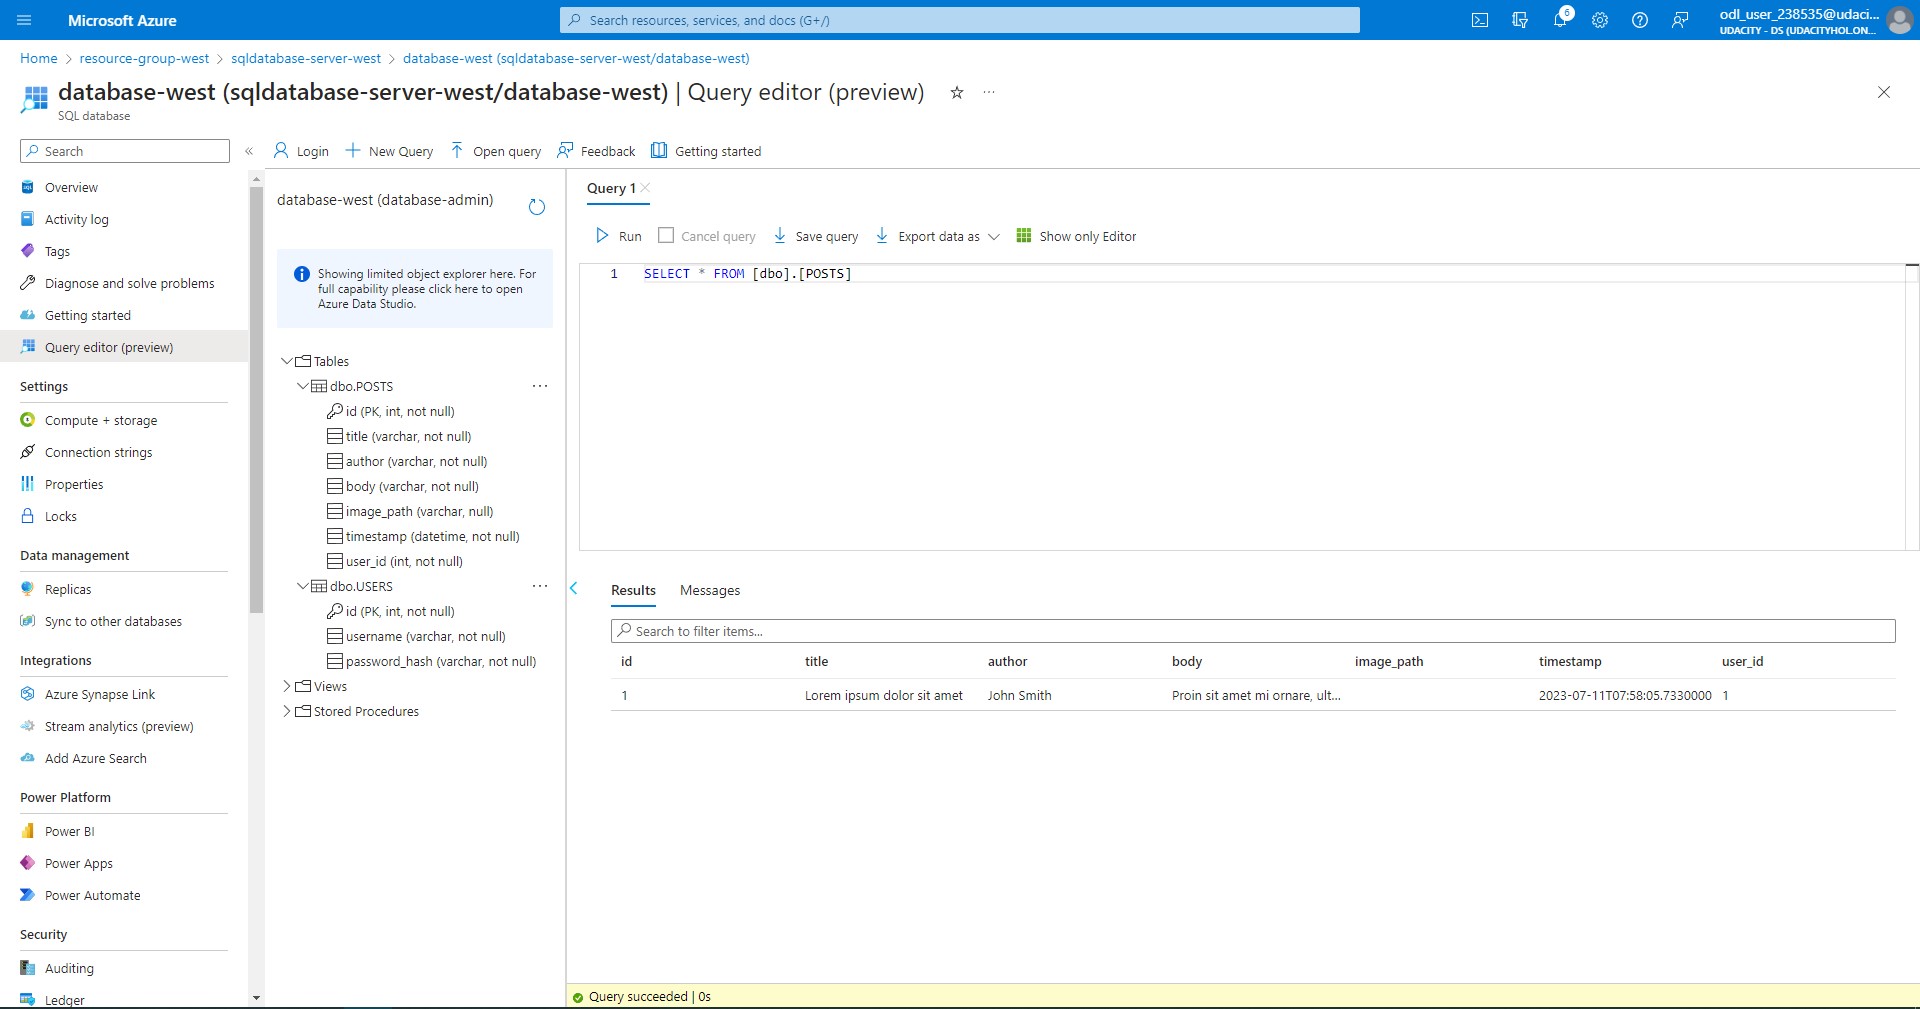 Microsoft Azure
Search resources, services, and docs (G+/)
6
odl_user_238535@udaci...
UDACITY - DS (UDACITYHOL.ON...
Home > resource-group-west > sqldatabase-server-west > database-west (sqldatabase-server-west/database-west)
database-west (sqldatabase-server-west/database-west) | Query editor (preview)
SQL database
Search
Login
New Query
Open query
Feedback
Getting started
Overview
Activity log
Tags
Diagnose and solve problems
Getting started
Query editor (preview)
Settings
Compute + storage
Connection strings
Properties
Locks
Data management
Replicas
Sync to other databases
Integrations
Azure Synapse Link
Stream analytics (preview)
Add Azure Search
Power Platform
Power BI
Power Apps
Power Automate
Security
Auditing
Ledger
database-west (database-admin)
Showing limited object explorer here. For
full capability please click here to open
Azure Data Studio.
Tables
dbo.POSTS
id (PK, int, not null)
title (varchar, not null)
author (varchar, not null)
body (varchar, not null)
image_path (varchar, null)
timestamp (datetime, not null)
user_id (int, not null)
dbo.USERS
id (PK, int, not null)
username (varchar, not null)
password_hash (varchar, not null)
Views
Stored Procedures
Query 1
Run
Cancel query
Save query
Export data as
Show only Editor
1 SELECT * FROM [dbo].[POSTS]
Results
Messages
Search to filter items...
id title author body image_path timestamp user_id
1 Lorem ipsum dolor sit amet John Smith Proin sit amet mi ornare, ult... 2023-07-11T07:58:05.7330000 1
Query succeeded | 0s